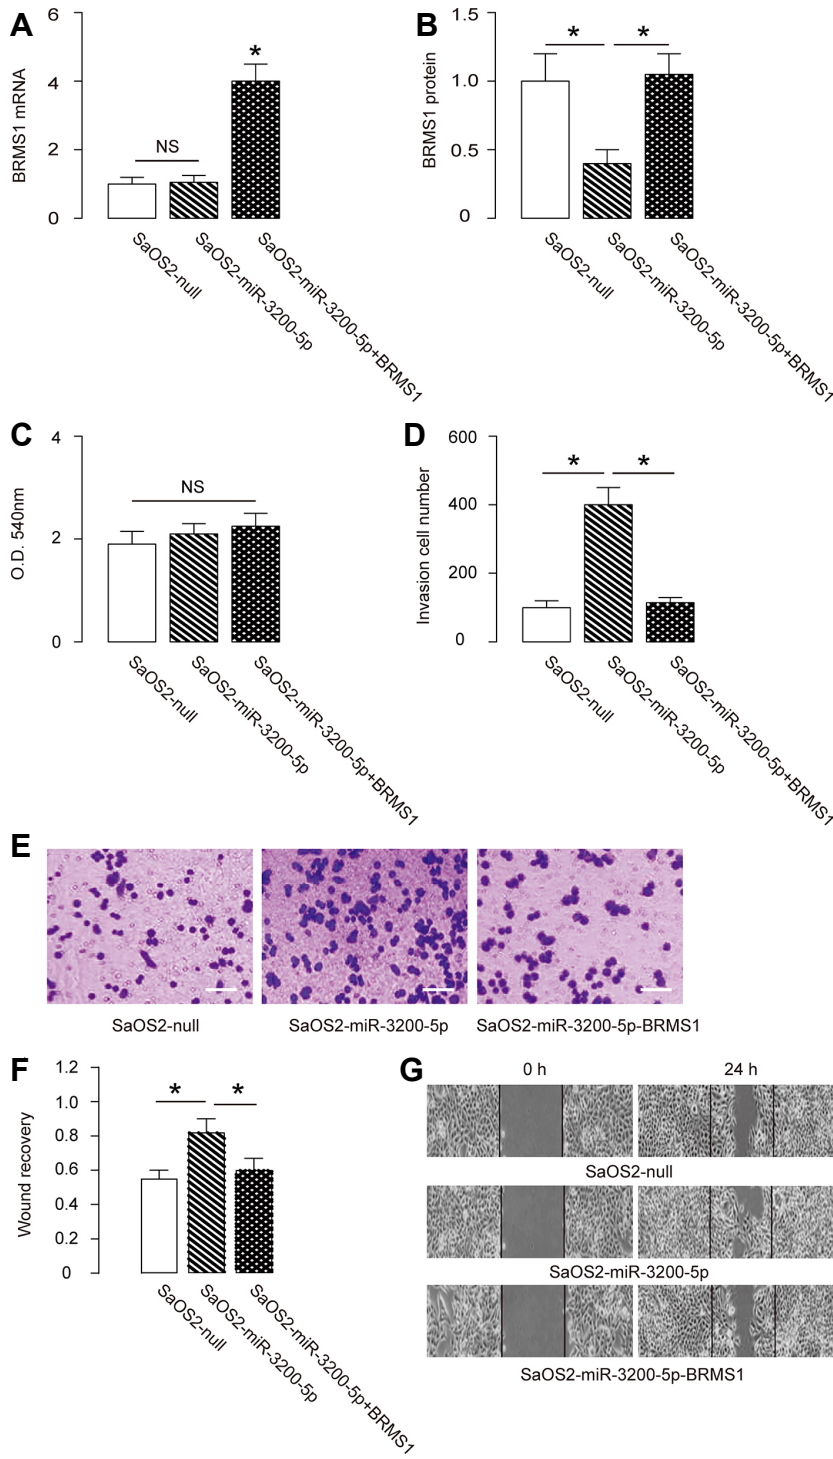 A
BRMS1 mRNA
6
4
2
0
NS
*
SaOS2-null
SaOS2-miR-3200-5p
SaOS2-miR-3200-5p+BRMS1
B
BRMS1 protein
1.5
1.0
0.5
0
*
*
SaOS2-null
SaOS2-miR-3200-5p
SaOS2-miR-3200-5p+BRMS1
C
O.D. 540nm
4
2
0
NS
SaOS2-null
SaOS2-miR-3200-5p
SaOS2-miR-3200-5p+BRMS1
D
Invasion cell number
600
400
200
0
*
*
SaOS2-null
SaOS2-miR-3200-5p
SaOS2-miR-3200-5p+BRMS1
E
SaOS2-null
SaOS2-miR-3200-5p
SaOS2-miR-3200-5p-BRMS1
F
Wound recovery
1.2
1.0
0.8
0.6
0.4
0.2
0
*
*
SaOS2-null
SaOS2-miR-3200-5p
SaOS2-miR-3200-5p+BRMS1
G
0 h
24 h
SaOS2-null
SaOS2-miR-3200-5p
SaOS2-miR-3200-5p-BRMS1